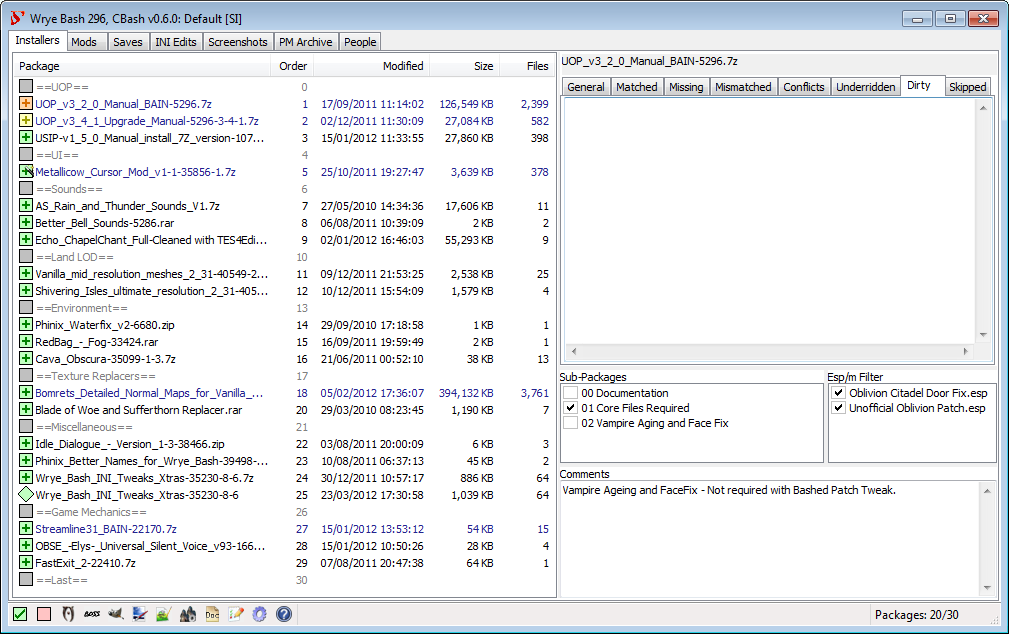 Wrye Bash 296, CBash v0.6.0: Default [SI]
Installers Mods Saves INI Edits Screenshots PM Archive People
Package Order Modified Size Files
==UOP== 0
UOP_v3_2_0_Manual_BAIN-5296.7z 1 17/09/2011 11:14:02 126,549 KB 2,399
UOP_v3_4_1_Upgrade_Manual-5296-3-4-1.7z 2 02/12/2011 11:30:09 27,084 KB 582
USIP-v1_5_0_Manual_install_7Z_version-107... 3 15/01/2012 11:33:55 27,860 KB 398
==UI== 4
Metallicow_Cursor_Mod_v1-1-35856-1.7z 5 25/10/2011 19:27:47 3,639 KB 378
==Sounds== 6
AS_Rain_and_Thunder_Sounds_V1.7z 7 27/05/2010 14:34:36 17,606 KB 11
Better_Bell_Sounds-5286.rar 8 06/08/2011 10:39:09 2 KB 2
Echo_ChapelChant_Full-Cleaned with TES4Edi... 9 02/01/2012 16:46:03 55,293 KB 9
==Land LOD== 10
Vanilla_mid_resolution_meshes_2_31-40549-2... 11 09/12/2011 21:53:25 2,538 KB 25
Shivering_Isles_ultimate_resolution_2_31-405... 12 10/12/2011 15:54:09 1,579 KB 4
==Environment== 13
Phinix_Waterfix_v2-6680.zip 14 29/09/2010 17:18:58 1 KB 1
RedBag_-_Fog-33424.rar 15 16/09/2011 19:59:49 2 KB 1
Cava_Obscura-35099-1-3.7z 16 21/06/2011 00:52:10 38 KB 13
==Texture Replacers== 17
Bomrets_Detailed_Normal_Maps_for_Vanilla_... 18 05/02/2012 17:36:07 394,132 KB 3,761
Blade of Woe and Sufferthorn Replacer.rar 20 29/03/2010 08:23:45 1,190 KB 7
==Miscellaneous== 21
Idle_Dialogue_-_Version_1-3-38466.zip 22 03/08/2011 20:00:09 6 KB 3
Phinix_Better_Names_for_Wrye_Bash-39498-... 23 10/08/2011 06:37:13 45 KB 2
Wrye_Bash_INI_Tweaks_Xtras-35230-8-6.7z 24 30/12/2011 10:57:17 886 KB 64
Wrye_Bash_INI_Tweaks_Xtras-35230-8-6 25 23/03/2012 17:30:58 1,039 KB 64
==Game Mechanics== 26
Streamline31_BAIN-22170.7z 27 15/01/2012 13:53:12 54 KB 15
OBSE_-Elys-_Universal_Silent_Voice_v93-166... 28 15/01/2012 10:50:26 28 KB 4
FastExit_2-22410.7z 29 07/08/2011 20:47:38 64 KB 1
==Last== 30
UOP_v3_2_0_Manual_BAIN-5296.7z
General Matched Missing Mismatched Conflicts Underridden Dirty Skipped
Sub-Packages
00 Documentation
01 Core Files Required
02 Vampire Aging and Face Fix
Esp/m Filter
Oblivion Citadel Door Fix.esp
Unofficial Oblivion Patch.esp
Comments
Vampire Ageing and FaceFix - Not required with Bashed Patch Tweak.
BOSS
Doc
Packages: 20/30